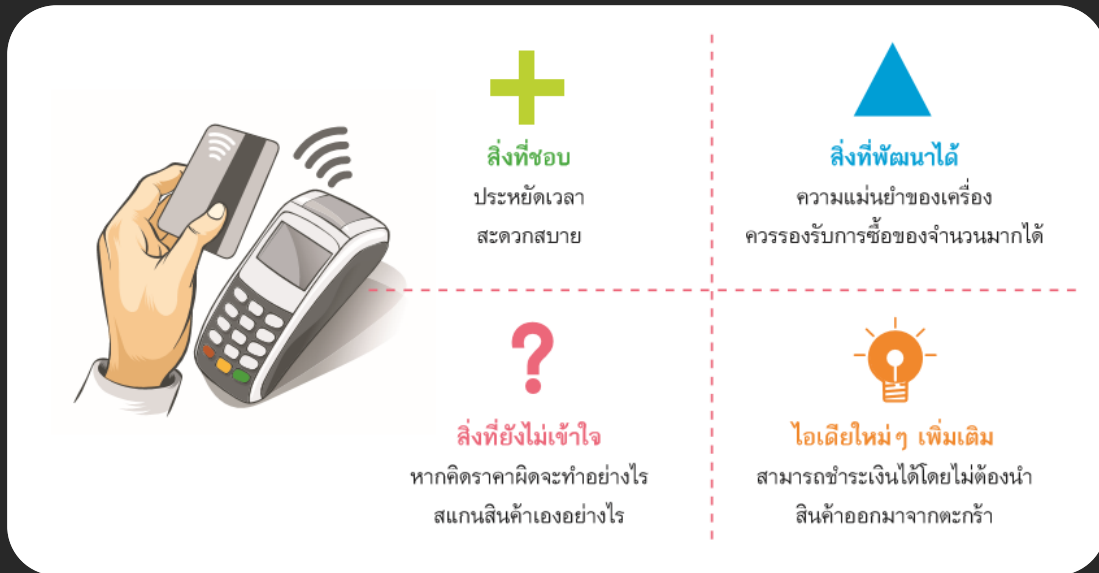 สิ่งที่ชอบ
ประหยัดเวลา
สะดวกสบาย
สิ่งที่พัฒนาได้
ความแม่นยำของเครื่อง
ควรรองรับการซื้อของจำนวนมากได้
สิ่งที่ยังไม่เข้าใจ
หากคิดราคาผิดจะทำอย่างไร
สแกนสินค้าเองอย่างไร
ไอเดียใหม่ๆ เพิ่มเติม
สามารถชำระเงินได้โดยไม่ต้องนำ
สินค้าออกมาจากตะกร้า